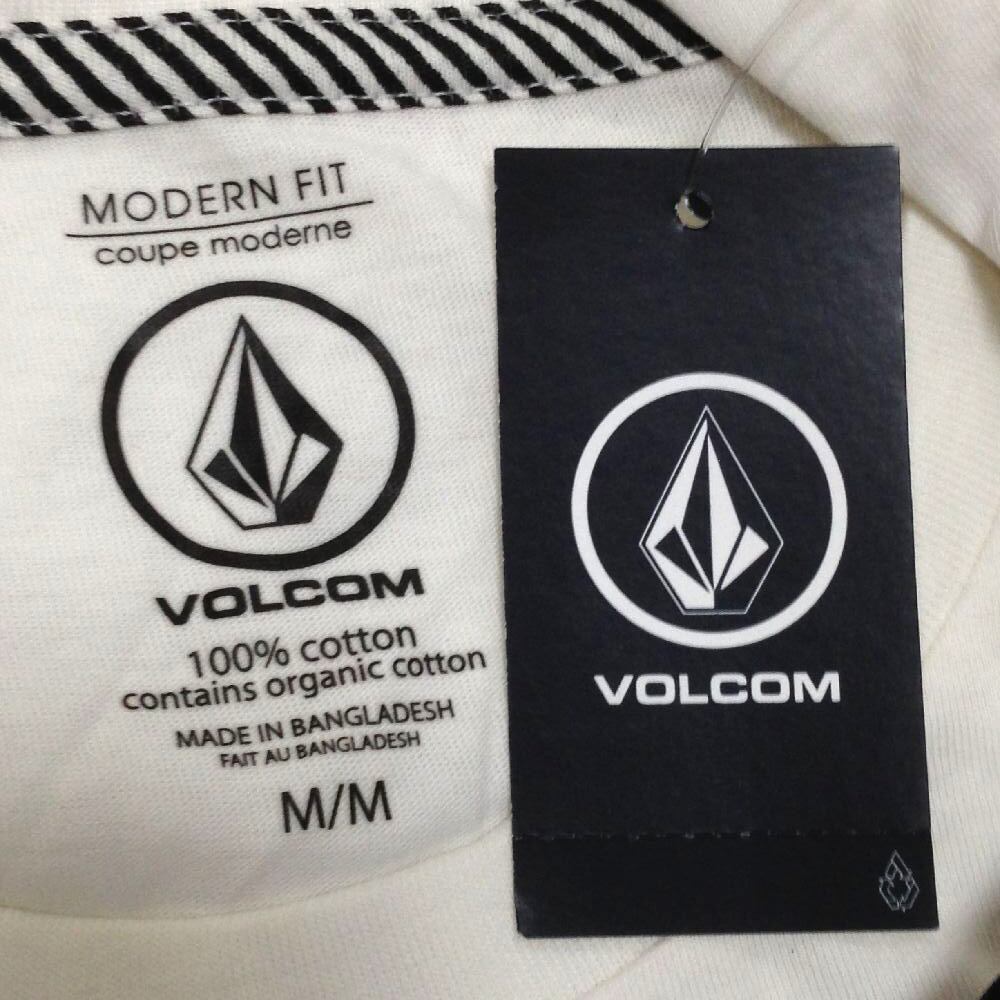 MODERN FIT
coupe moderne
VOLCOM
100% cotton
contains organic cotton
MADE IN BANGLADESH
FAIT AU BANGLADESH
M/M
VOLCOM